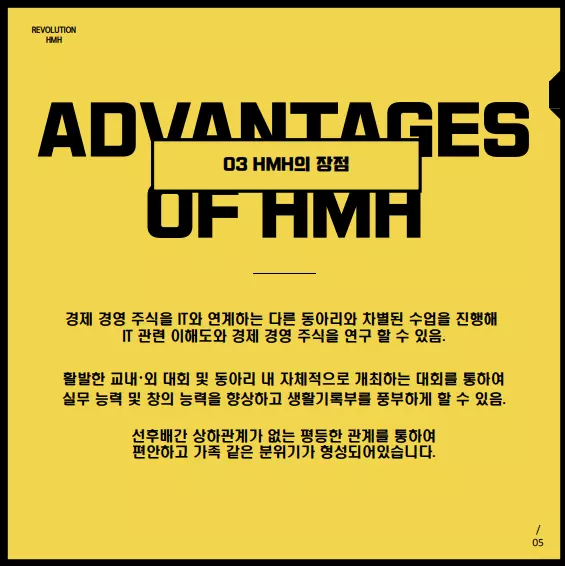 REVOLUTION
HMH
ADVANTAGES
03 HMH의 장점
OF HMH
경제 경영 주식을 IT와 연계하는 다른 동아리와 차별된 수업을 진행해
IT 관련 이해도와 경제 경영 주식을 연구 할 수 있음.
활발한 교내·외 대회 및 동아리 내 자체적으로 개최하는 대회를 통하여
실무 능력 및 창의 능력을 향상하고 생활기록부를 풍부하게 할 수 있음.
선후배간 상하관계가 없는 평등한 관계를 통하여
편안하고 가족 같은 분위기가 형성되어있습니다.
/
05